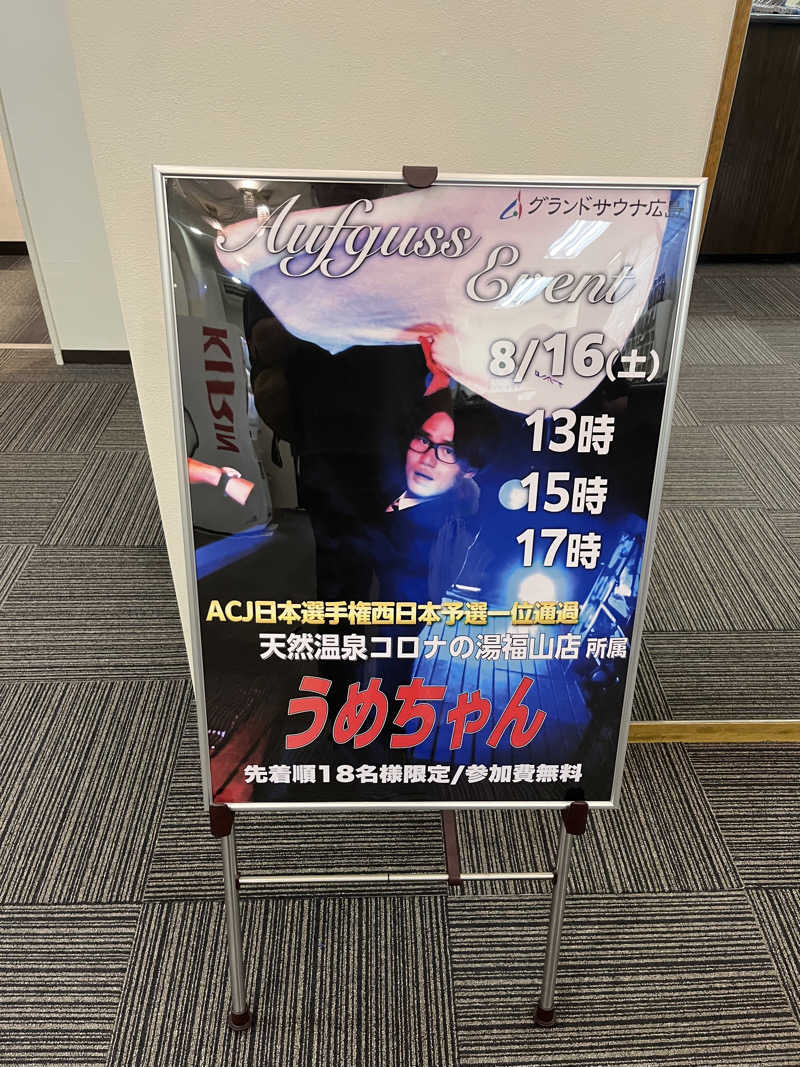 グランドサウナ広島
Aufguss
Event
8/16(土)
13時
15時
17時
KIRIN
ACJ日本選手権西日本予選一位通過
天然温泉コロナの湯福山店 所属
うめちゃん
先着順18名様限定/参加費無料